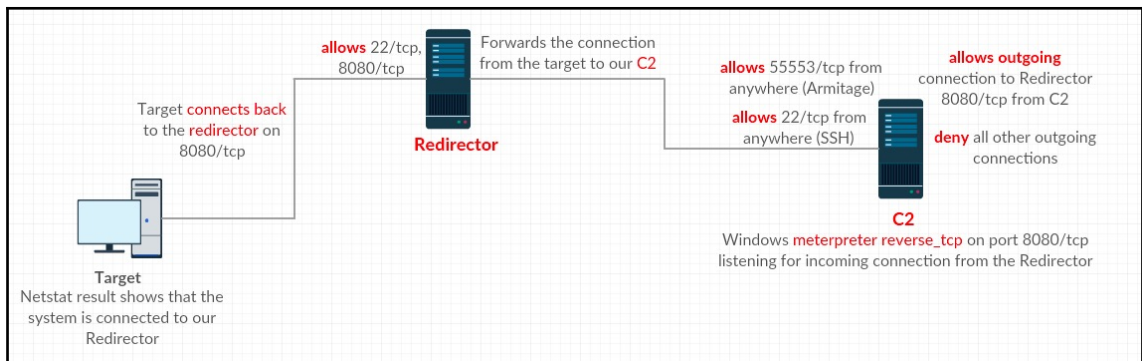 allows 22/tcp,
8080/tcp
Forwards the connection
from the target to our C2
Redirector
Target connects back
to the redirector on
8080/tcp
Target
Netstat result shows that the
system is connected to our
Redirector
allows 55553/tcp from
anywhere (Armitage)
allows 22/tcp from
anywhere (SSH)
allows outgoing
connection to Redirector
8080/tcp from C2
deny all other outgoing
connections
C2
Windows meterpreter reverse_tcp on port 8080/tcp
listening for incoming connection from the Redirector